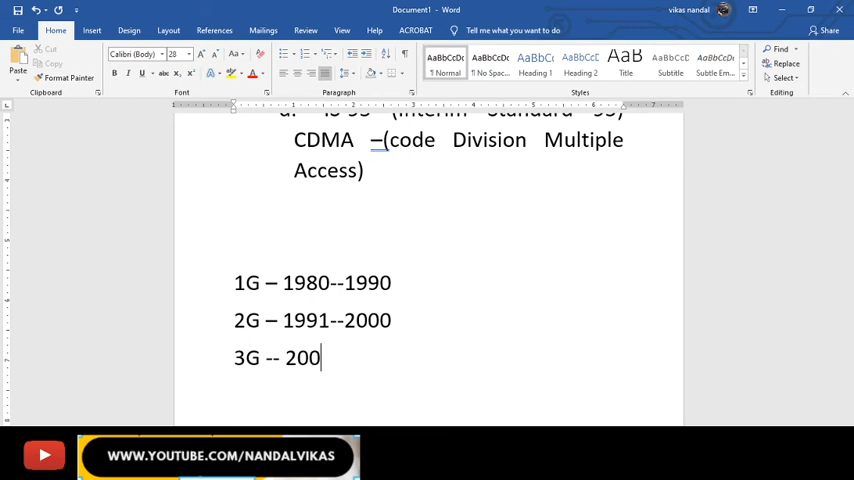 Document1 - Word
vikas nandal
File Home Insert Design Layout References Mailings Review View Help ACROBAT Tell me what you want to do Share
Paste
Cut
Copy
Format Painter
Clipboard
Calibri (Body) 28
Font
Paragraph
AaBbCcDc AaBbCcDc AaBbCc AaBbCcC AaB AaBbCcD AaBbCcDc
¶ Normal ¶ No Spac... Heading 1 Heading 2 Title Subtitle Subtle Em...
Styles
Find
Replace
Select
Editing
CDMA –(code Division Multiple
Access)
1G – 1980--1990
2G – 1991--2000
3G -- 200
WWW.YOUTUBE.COM/NANDALVIKAS